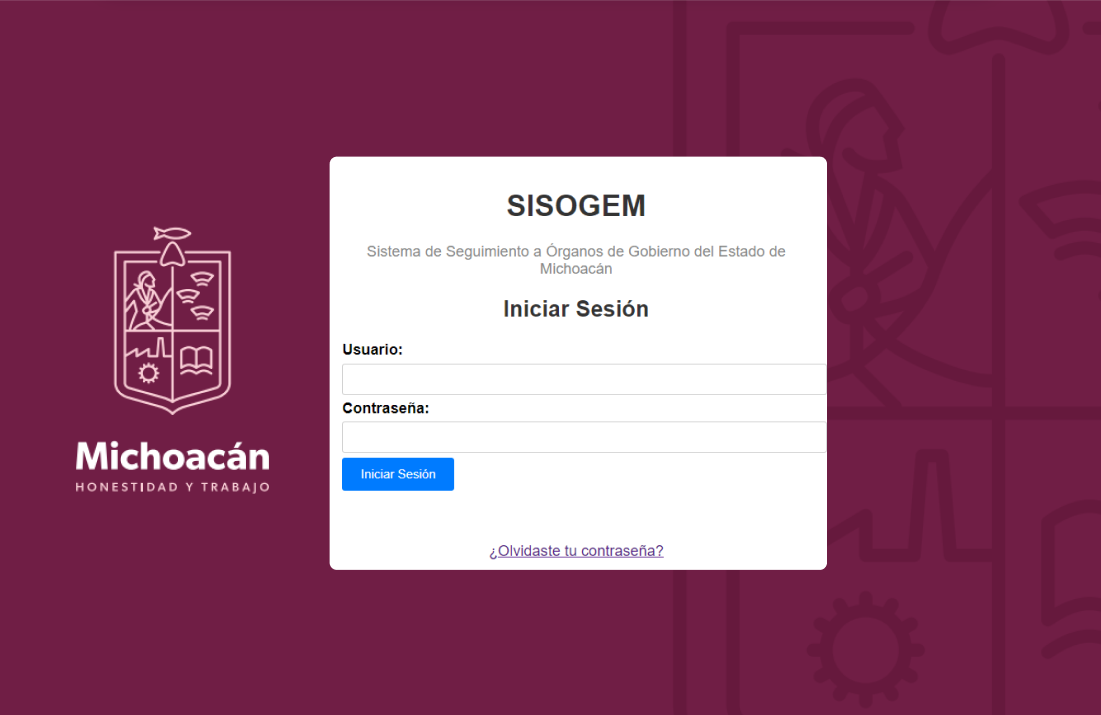 SISOGEM
Sistema de Seguimiento a Órganos de Gobierno del Estado de
Michoacán
Iniciar Sesión
Usuario:
Contraseña:
Iniciar Sesión
¿Olvidaste tu contraseña?
Michoacán
HONESTIDAD Y TRABAJO